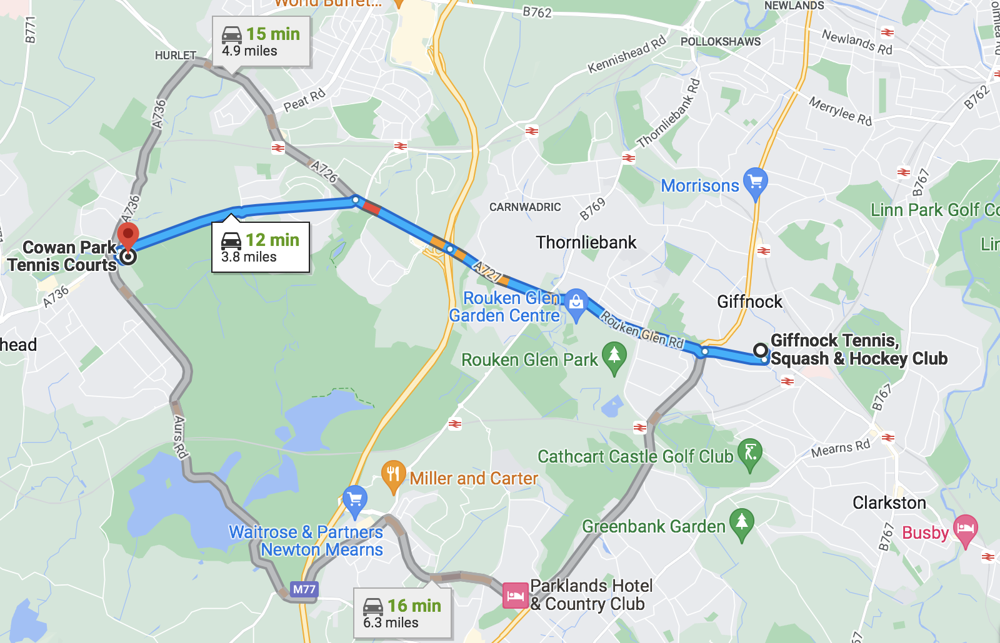 World Buffet...
B762
NEWLANDS
B771
15 min
4.9 miles
Newlands Rd
POLLOKSHAWS
HURLET
Kennishead Rd
Peat Rd
Thornliebank Rd
Merrylee Rd
B762
A736
A726
B767
Morrisons
A736
CARNWADRIC
B769
Linn Park Golf Co
12 min
3.8 miles
Cowan Park
Tennis Courts
Thornliebank
Lin
A727
A736
Rouken Glen
Garden Centre
Giffnock
Rouken Glen Rd
head
Giffnock Tennis,
Squash & Hockey Club
Rouken Glen Park
B767
Aurs Rd
Mearns Rd
Cathcart Castle Golf Club
Miller and Carter
Clarkston
Waitrose & Partners
Newton Mearns
Greenbank Garden
B767
Busby
M77
Parklands Hotel
& Country Club
16 min
6.3 miles